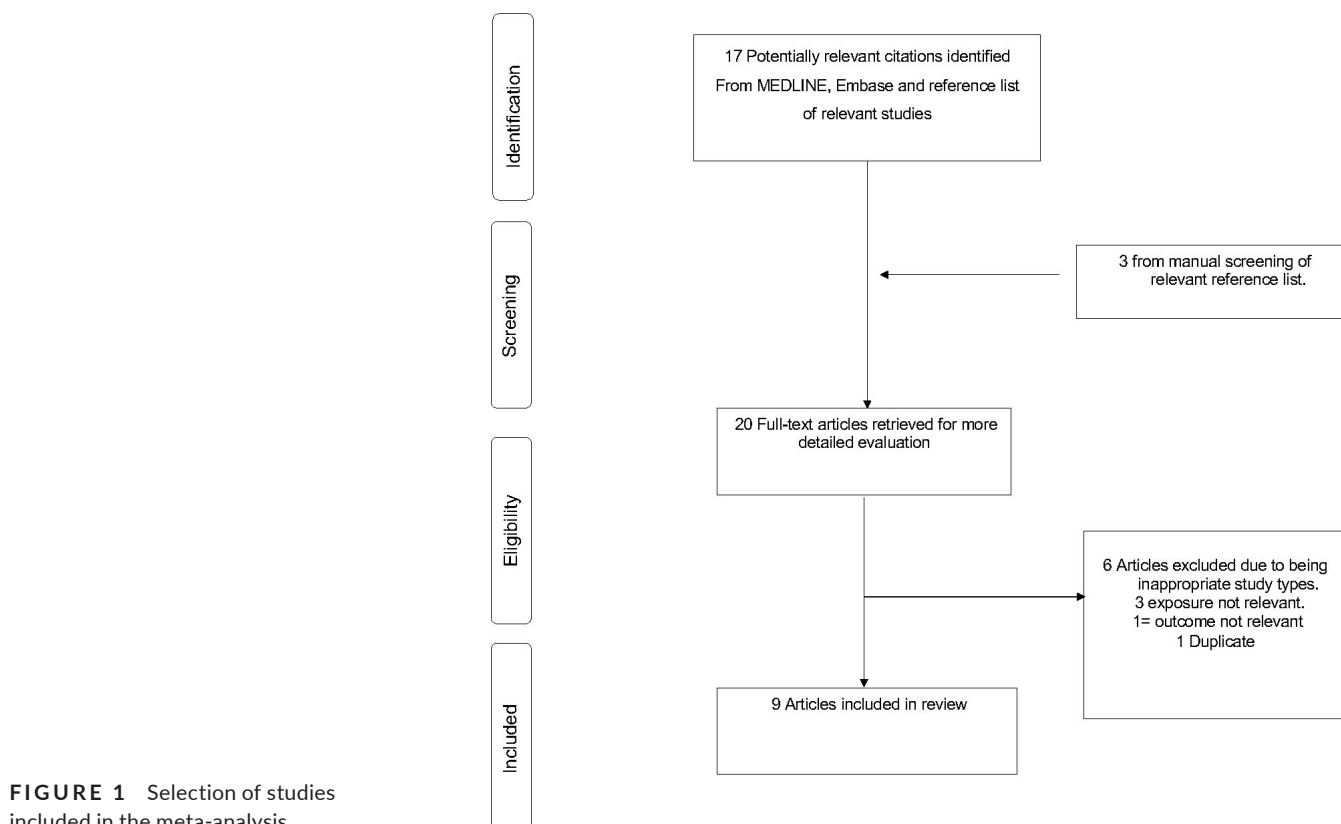 Identification
17 Potentially relevant citations identified
From MEDLINE, Embase and reference list
of relevant studies
Screening
3 from manual screening of
relevant reference list.
20 Full-text articles retrieved for more
detailed evaluation
Eligibility
6 Articles excluded due to being
inappropriate study types.
3 exposure not relevant.
1= outcome not relevant
1 Duplicate
Included
9 Articles included in review
FIGURE 1 Selection of studies
included in the meta-analysis